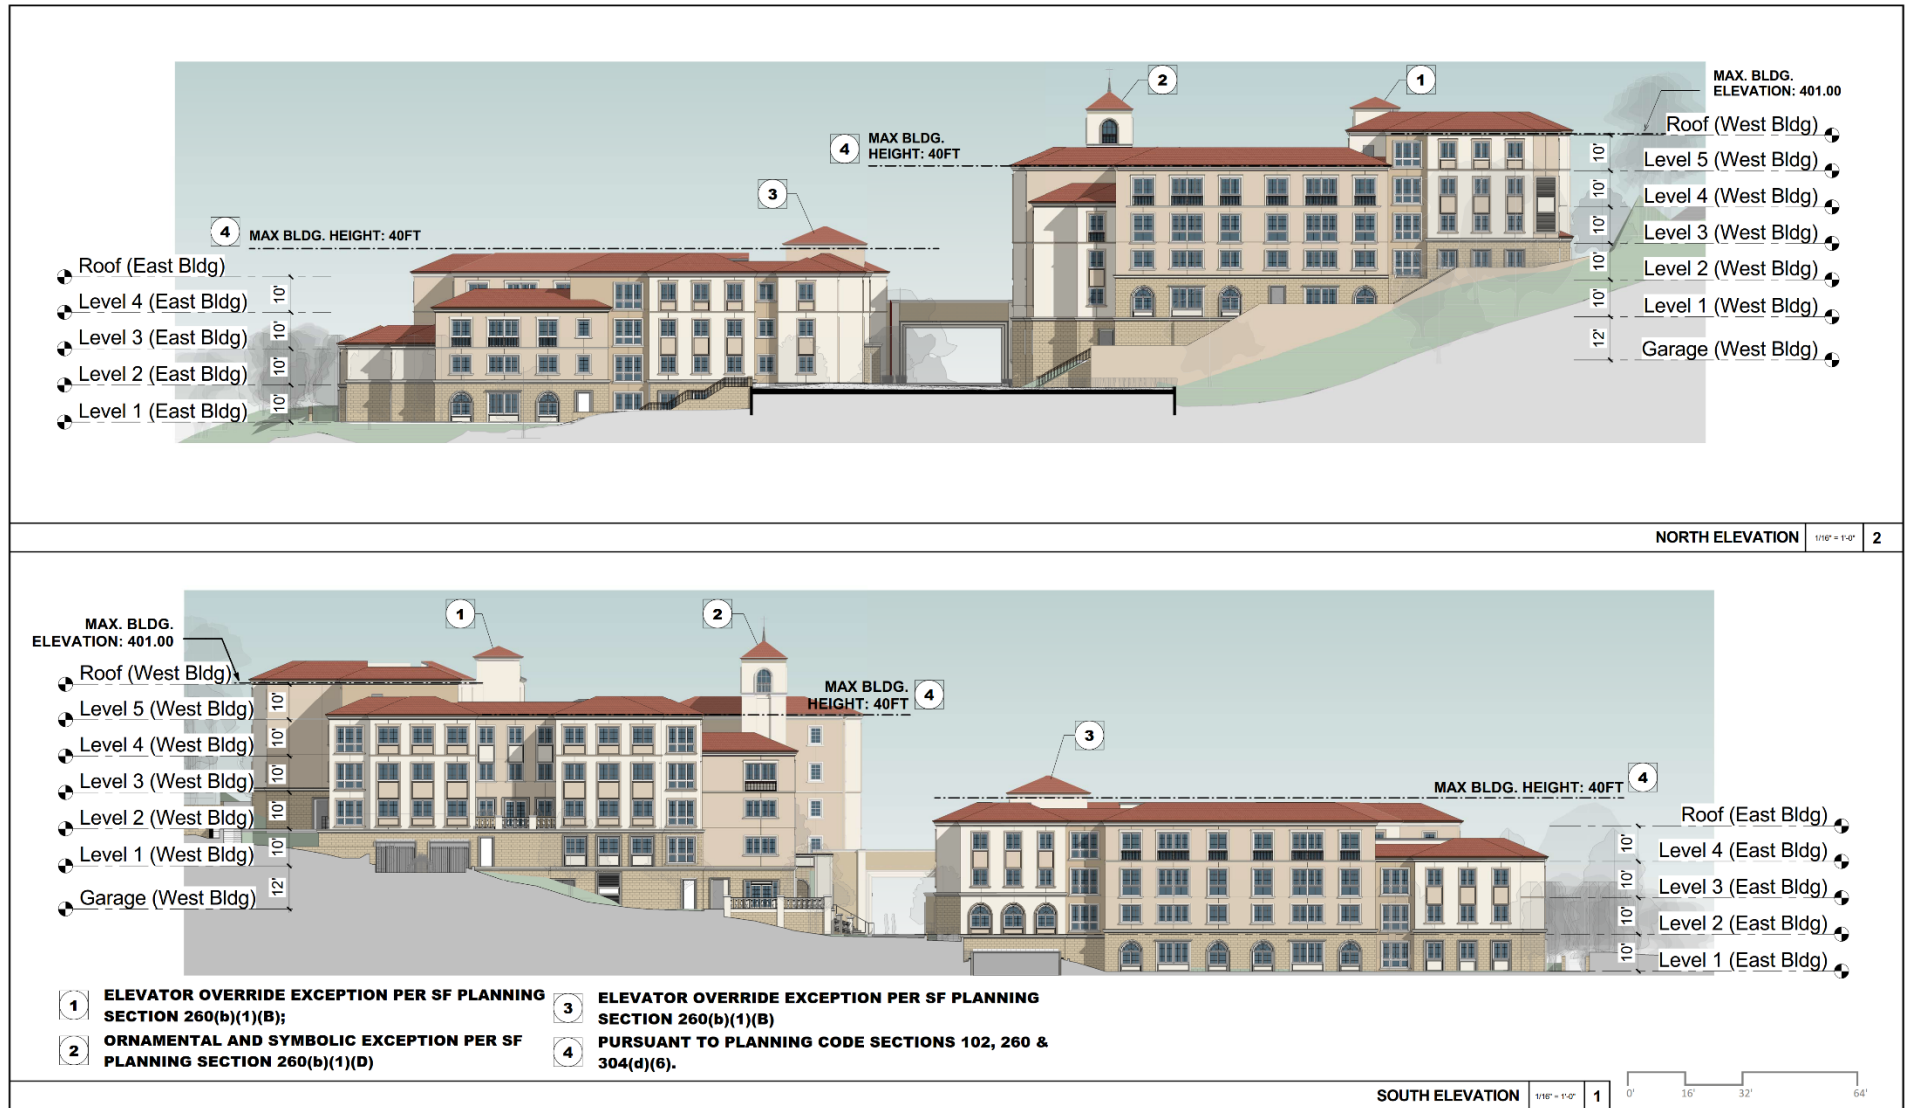 2
1
MAX. BLDG.
ELEVATION: 401.00
4
MAX BLDG.
HEIGHT: 40FT
3
4
MAX BLDG. HEIGHT: 40FT
Roof (East Bldg)
Level 4 (East Bldg)
Level 3 (East Bldg)
Level 2 (East Bldg)
Level 1 (East Bldg)
10'
10'
10'
10'
Roof (West Bldg)
Level 5 (West Bldg)
Level 4 (West Bldg)
Level 3 (West Bldg)
Level 2 (West Bldg)
Level 1 (West Bldg)
Garage (West Bldg)
10'
10'
10'
10'
10'
12'
NORTH ELEVATION 1/16" = 1'-0" 2
1
2
MAX. BLDG.
ELEVATION: 401.00
Roof (West Bldg)
Level 5 (West Bldg)
Level 4 (West Bldg)
Level 3 (West Bldg)
Level 2 (West Bldg)
Level 1 (West Bldg)
Garage (West Bldg)
10'
10'
10'
10'
10'
12'
MAX BLDG.
HEIGHT: 40FT
4
3
MAX BLDG. HEIGHT: 40FT
4
Roof (East Bldg)
Level 4 (East Bldg)
Level 3 (East Bldg)
Level 2 (East Bldg)
Level 1 (East Bldg)
10'
10'
10'
10'
1 ELEVATOR OVERRIDE EXCEPTION PER SF PLANNING
SECTION 260(b)(1)(B);
2 ORNAMENTAL AND SYMBOLIC EXCEPTION PER SF
PLANNING SECTION 260(b)(1)(D)
3 ELEVATOR OVERRIDE EXCEPTION PER SF PLANNING
SECTION 260(b)(1)(B)
4 PURSUANT TO PLANNING CODE SECTIONS 102, 260 &
304(d)(6).
SOUTH ELEVATION 1/16" = 1'-0" 1
0' 16' 32' 64'